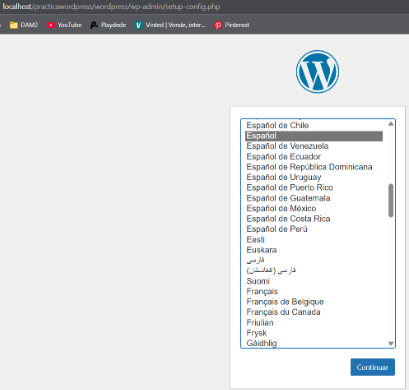 localhost/practicawordpress/wordpress/wp-admin/setup-config.php
DAM2 YouTube Playdede Vinted | Vende, inter... Pinterest
Español de Chile
Español
Español de Venezuela
Español de Ecuador
Español de República Dominicana
Español de Uruguay
Español de Puerto Rico
Español de Guatemala
Español de México
Español de Costa Rica
Español de Perú
Eesti
Euskara
فارسی
(فارسی (افغانستان
Suomi
Français
Français de Belgique
Français du Canada
Friulian
Frysk
Gàidhlig
Continuar